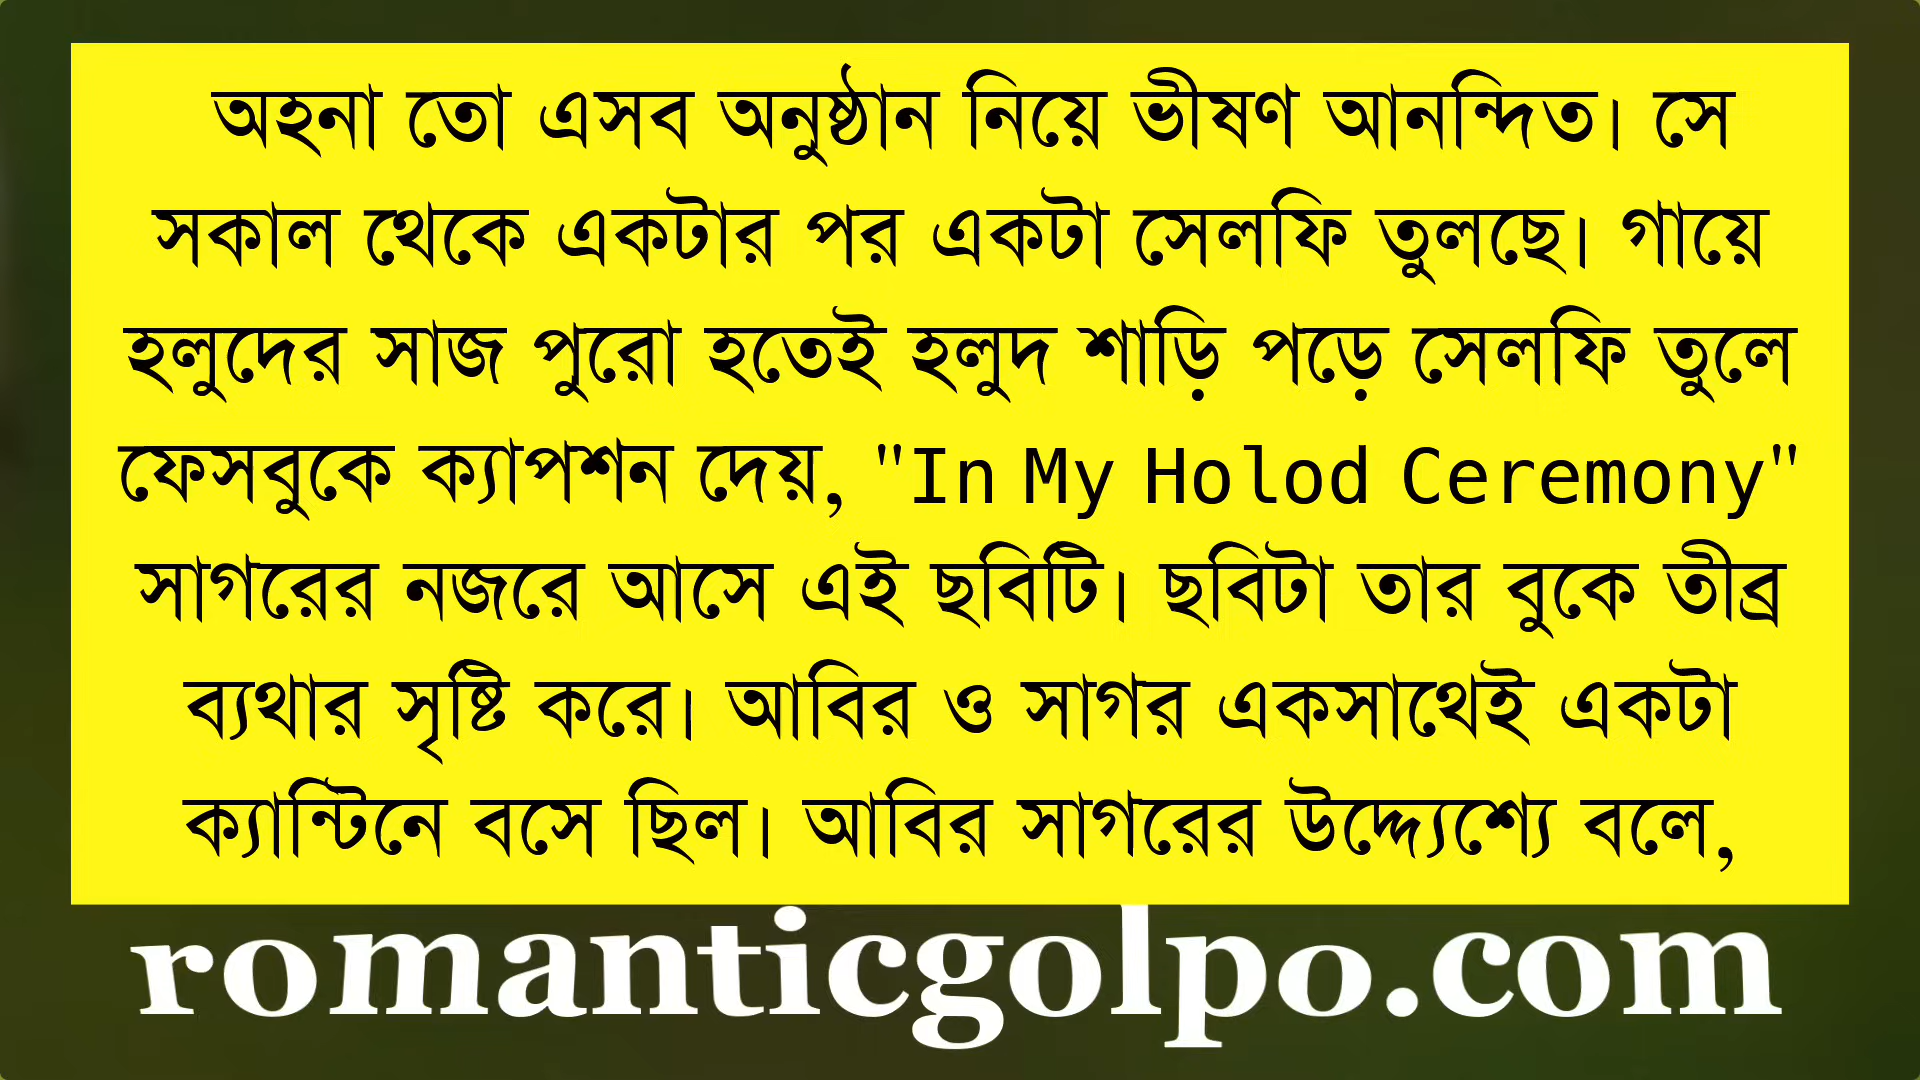 অহনা তো এসব অনুষ্ঠান নিয়ে ভীষণ আনন্দিত। সে
সকাল থেকে একটার পর একটা সেলফি তুলছে। গায়ে
হলুদের সাজ পুরো হতেই হলুদ শাড়ি পড়ে সেলফি তুলে
ফেসবুকে ক্যাপশন দেয়, "In My Holod Ceremony"
সাগরের নজরে আসে এই ছবিটি। ছবিটা তার বুকে তীব্র
ব্যথার সৃষ্টি করে। আবির ও সাগর একসাথেই একটা
ক্যান্টিনে বসে ছিল। আবির সাগরের উদ্দ্যেশ্যে বলে,
romanticgolpo.com